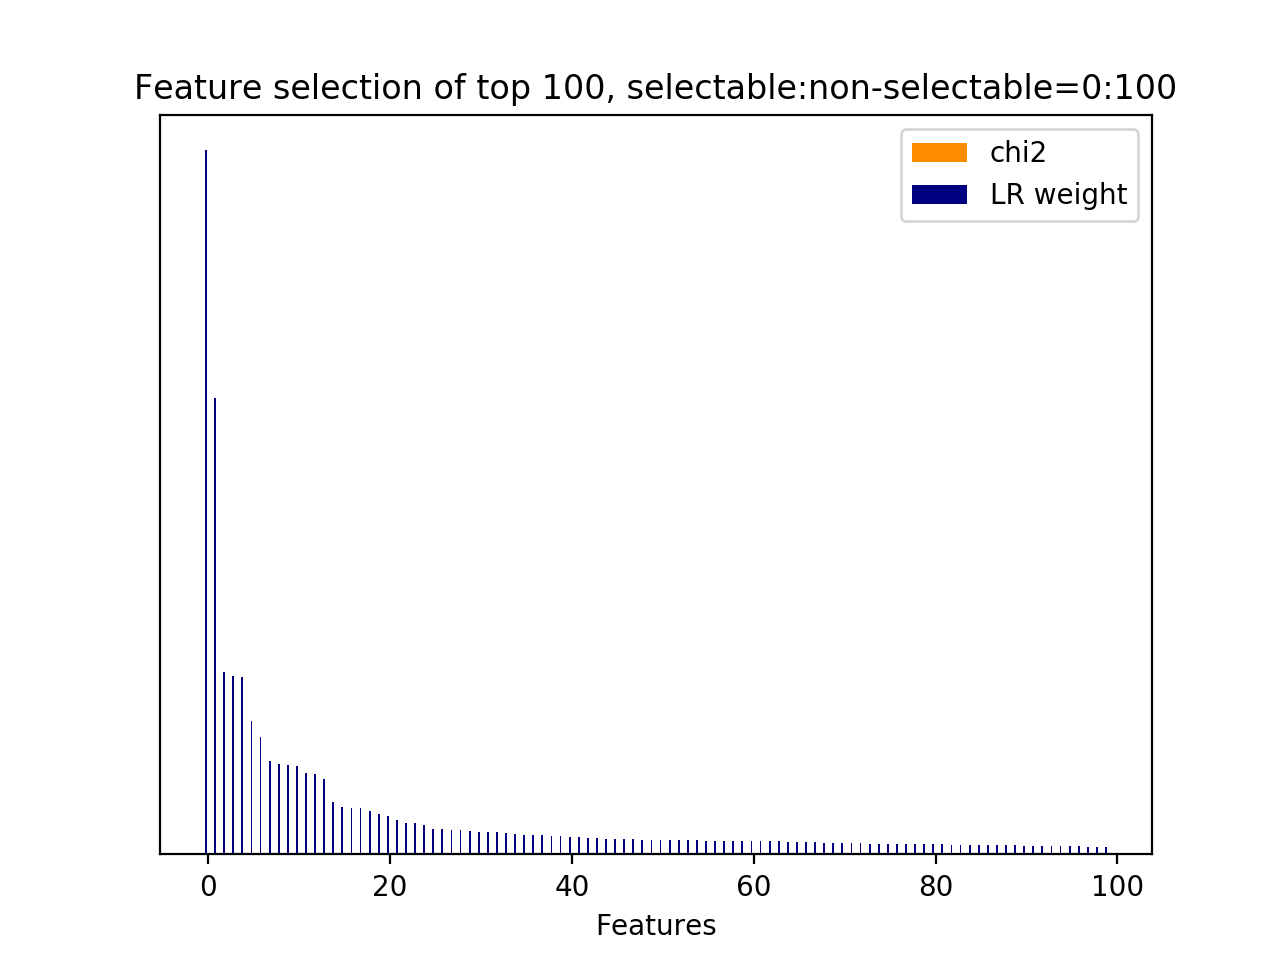 Feature selection of top 100, selectable:non-selectable=0:100
chi2
LR weight
0 20 40 60 80 100
Features